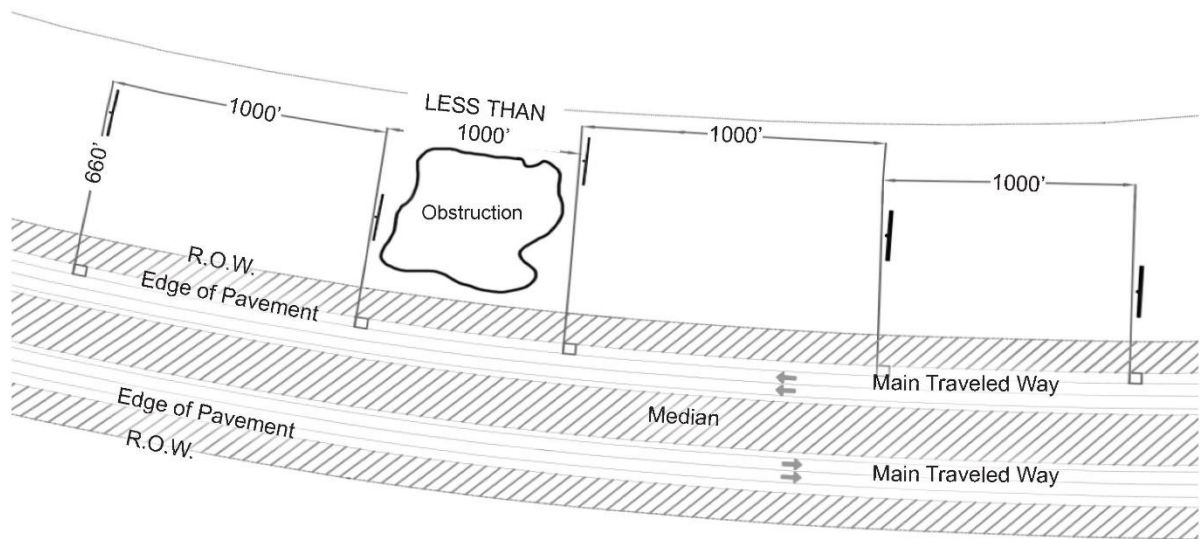 LESS THAN
1000’
1000’
1000’
1000’
660’
Obstruction
R.O.W.
Edge of Pavement
Main Traveled Way
Median
Edge of Pavement
R.O.W.
Main Traveled Way